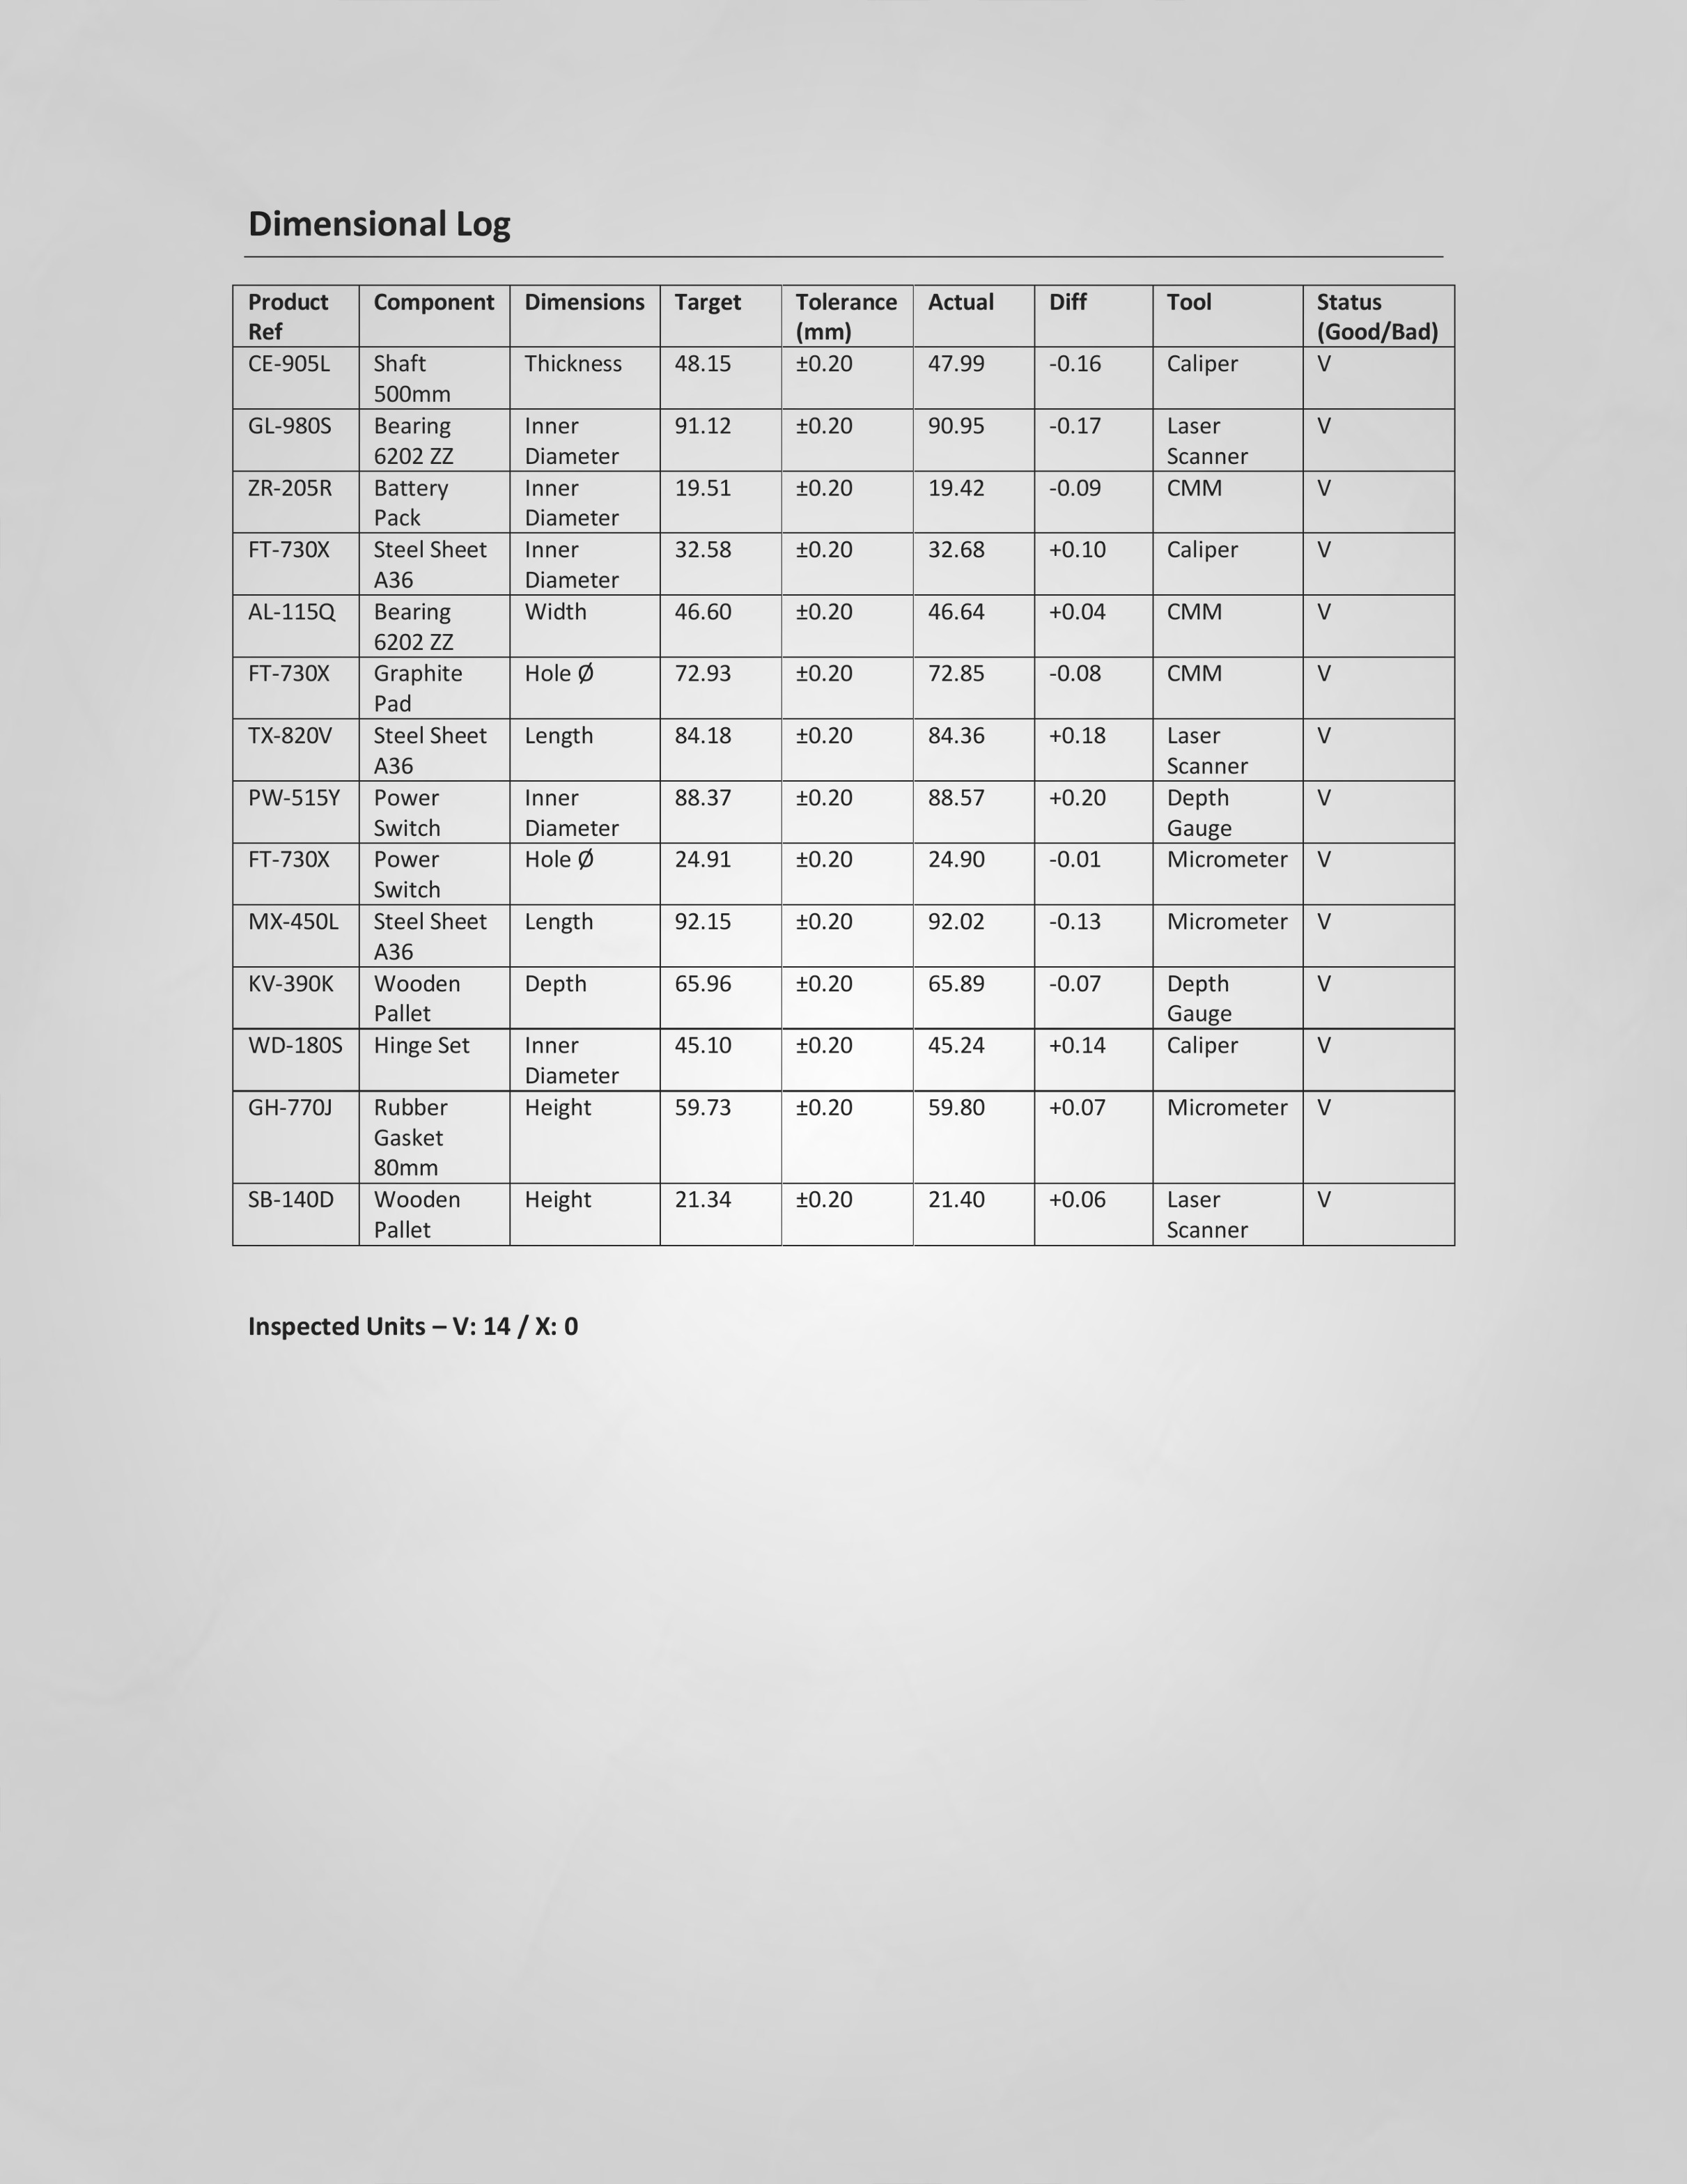 Dimensional Log
Product Ref Component Dimensions Target Tolerance (mm) Actual Diff Tool Status (Good/Bad)
CE-905L Shaft 500mm Thickness 48.15 ±0.20 47.99 -0.16 Caliper V
GL-980S Bearing 6202 ZZ Inner Diameter 91.12 ±0.20 90.95 -0.17 Laser Scanner V
ZR-205R Battery Pack Inner Diameter 19.51 ±0.20 19.42 -0.09 CMM V
FT-730X Steel Sheet A36 Inner Diameter 32.58 ±0.20 32.68 +0.10 Caliper V
AL-115Q Bearing 6202 ZZ Width 46.60 ±0.20 46.64 +0.04 CMM V
FT-730X Graphite Pad Hole Ø 72.93 ±0.20 72.85 -0.08 CMM V
TX-820V Steel Sheet A36 Length 84.18 ±0.20 84.36 +0.18 Laser Scanner V
PW-515Y Power Switch Inner Diameter 88.37 ±0.20 88.57 +0.20 Depth Gauge V
FT-730X Power Switch Hole Ø 24.91 ±0.20 24.90 -0.01 Micrometer V
MX-450L Steel Sheet A36 Length 92.15 ±0.20 92.02 -0.13 Micrometer V
KV-390K Wooden Pallet Depth 65.96 ±0.20 65.89 -0.07 Depth Gauge V
WD-180S Hinge Set Inner Diameter 45.10 ±0.20 45.24 +0.14 Caliper V
GH-770J Rubber Gasket 80mm Height 59.73 ±0.20 59.80 +0.07 Micrometer V
SB-140D Wooden Pallet Height 21.34 ±0.20 21.40 +0.06 Laser Scanner V
Inspected Units – V: 14 / X: 0